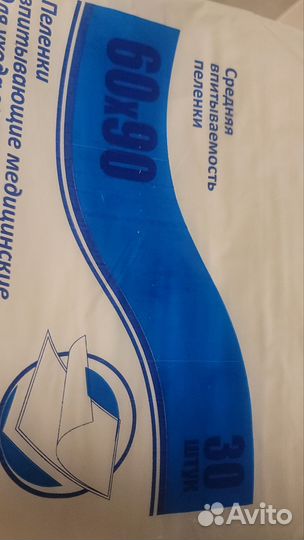 Средняя
впитываемость
пеленки
60x90
30
штук
Пеленки
впитывающие медицинские
Avito